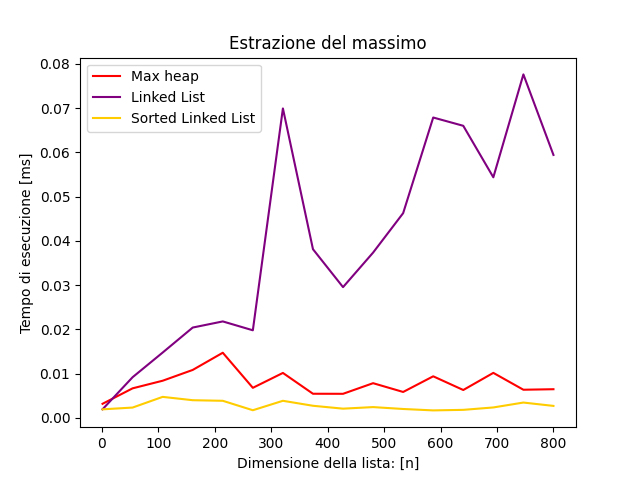 Estrazione del massimo
Max heap
Linked List
Sorted Linked List
Tempo di esecuzione [ms]
0.08
0.07
0.06
0.05
0.04
0.03
0.02
0.01
0.00
0 100 200 300 400 500 600 700 800
Dimensione della lista: [n]